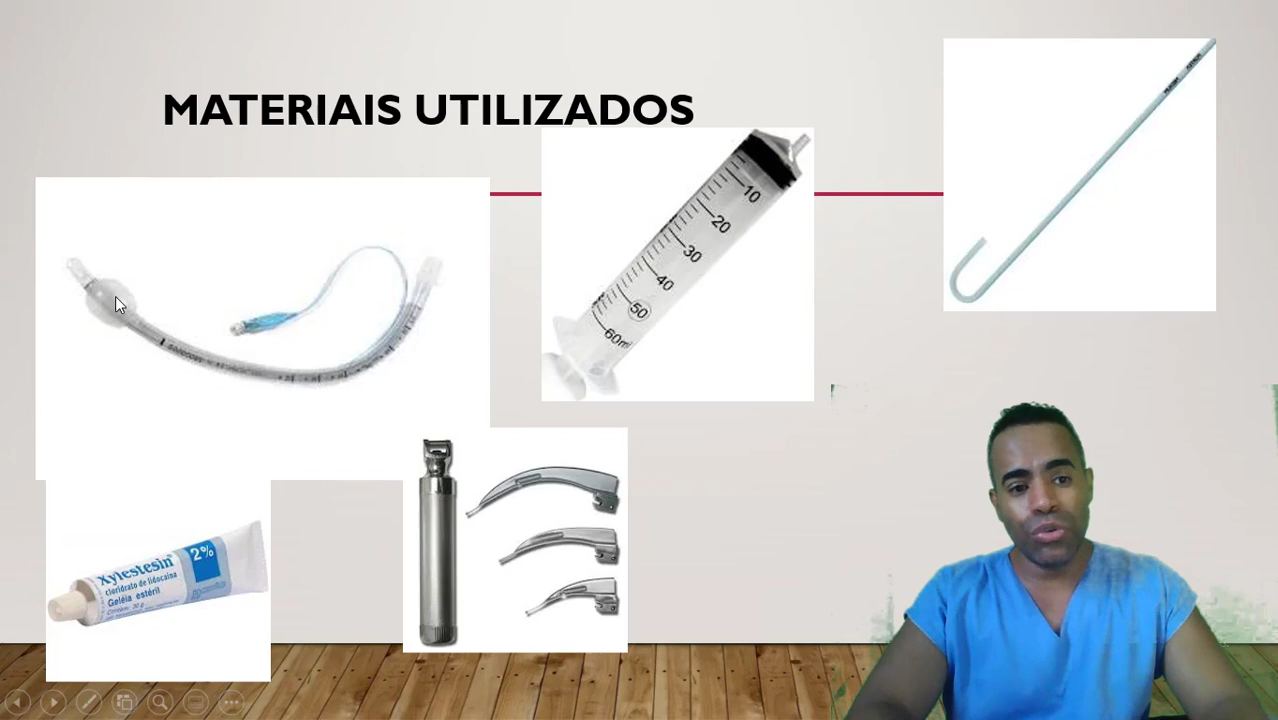 MATERIAIS UTILIZADOS
10
20
30
40
50
60ml
Xylestesin
2%
cloridrato de lidocaína
Geléia estéril